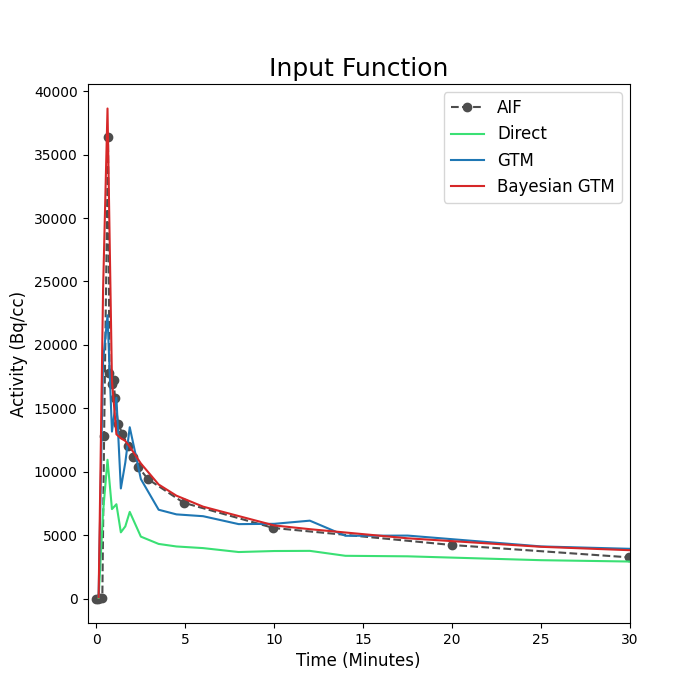 Input Function
AIF
Direct
GTM
Bayesian GTM
40000
35000
30000
25000
20000
15000
10000
5000
0
Activity (Bq/cc)
0 5 10 15 20 25 30
Time (Minutes)